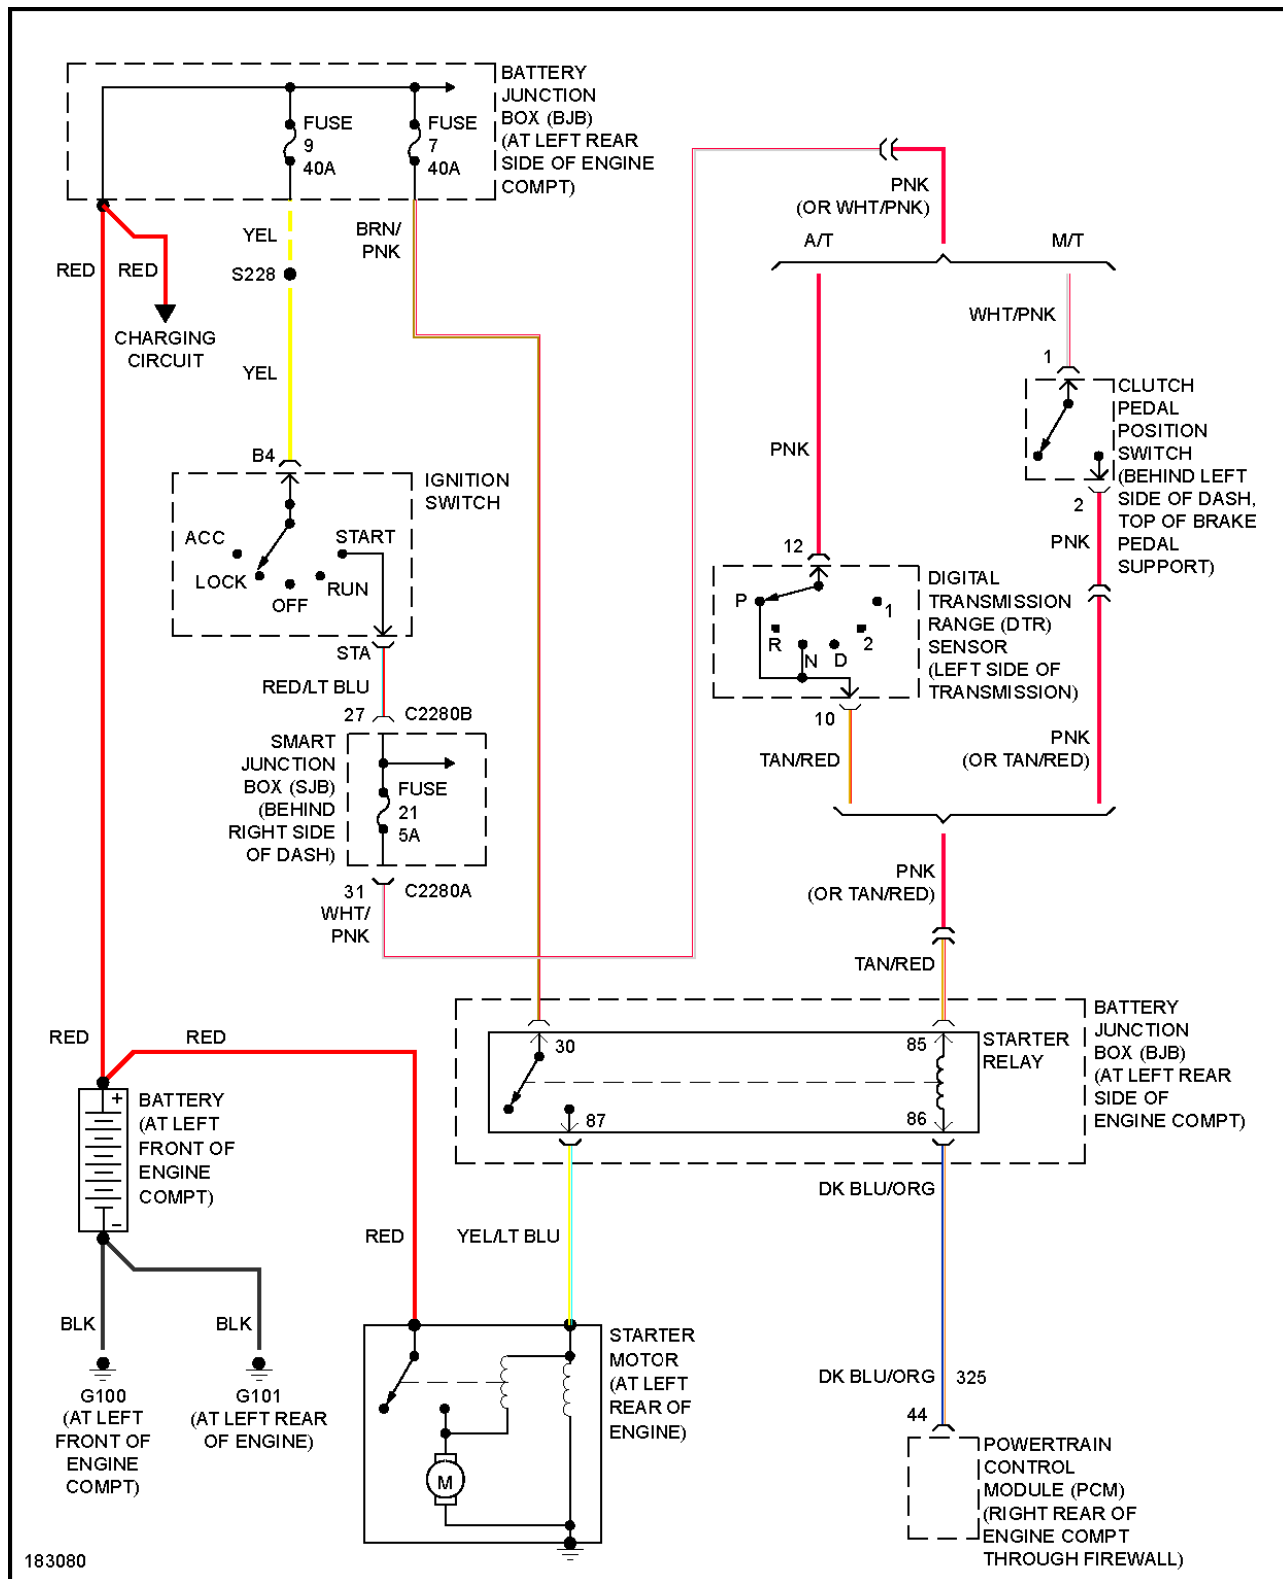 BATTERY
JUNCTION
BOX (BJB)
(AT LEFT REAR
SIDE OF ENGINE
COMPT)
FUSE
9
40A
FUSE
7
40A
YEL
BRN/
PNK
RED
RED
S228
CHARGING
CIRCUIT
YEL
B4
IGNITION
SWITCH
ACC
LOCK
OFF
RUN
START
STA
RED/LT BLU
27
C2280B
SMART
JUNCTION
BOX (SJB)
(BEHIND
RIGHT SIDE
OF DASH)
FUSE
21
5A
31
C2280A
WHT/
PNK
PNK
(OR WHT/PNK)
A/T
M/T
WHT/PNK
1
CLUTCH
PEDAL
POSITION
SWITCH
(BEHIND LEFT
SIDE OF DASH,
TOP OF BRAKE
PEDAL
SUPPORT)
2
PNK
PNK
12
DIGITAL
TRANSMISSION
RANGE (DTR)
SENSOR
(LEFT SIDE OF
TRANSMISSION)
P
R
N
D
2
1
10
TAN/RED
PNK
(OR TAN/RED)
PNK
(OR TAN/RED)
TAN/RED
BATTERY
JUNCTION
BOX (BJB)
(AT LEFT REAR
SIDE OF
ENGINE COMPT)
STARTER
RELAY
30
85
87
86
RED
RED
BATTERY
(AT LEFT
FRONT OF
ENGINE
COMPT)
+
-
RED
YEL/LT BLU
DK BLU/ORG
BLK
BLK
G100
(AT LEFT
FRONT OF
ENGINE
COMPT)
G101
(AT LEFT REAR
OF ENGINE)
STARTER
MOTOR
(AT LEFT
REAR OF
ENGINE)
M
DK BLU/ORG
325
44
POWERTRAIN
CONTROL
MODULE (PCM)
(RIGHT REAR OF
ENGINE COMPT
THROUGH FIREWALL)
183080